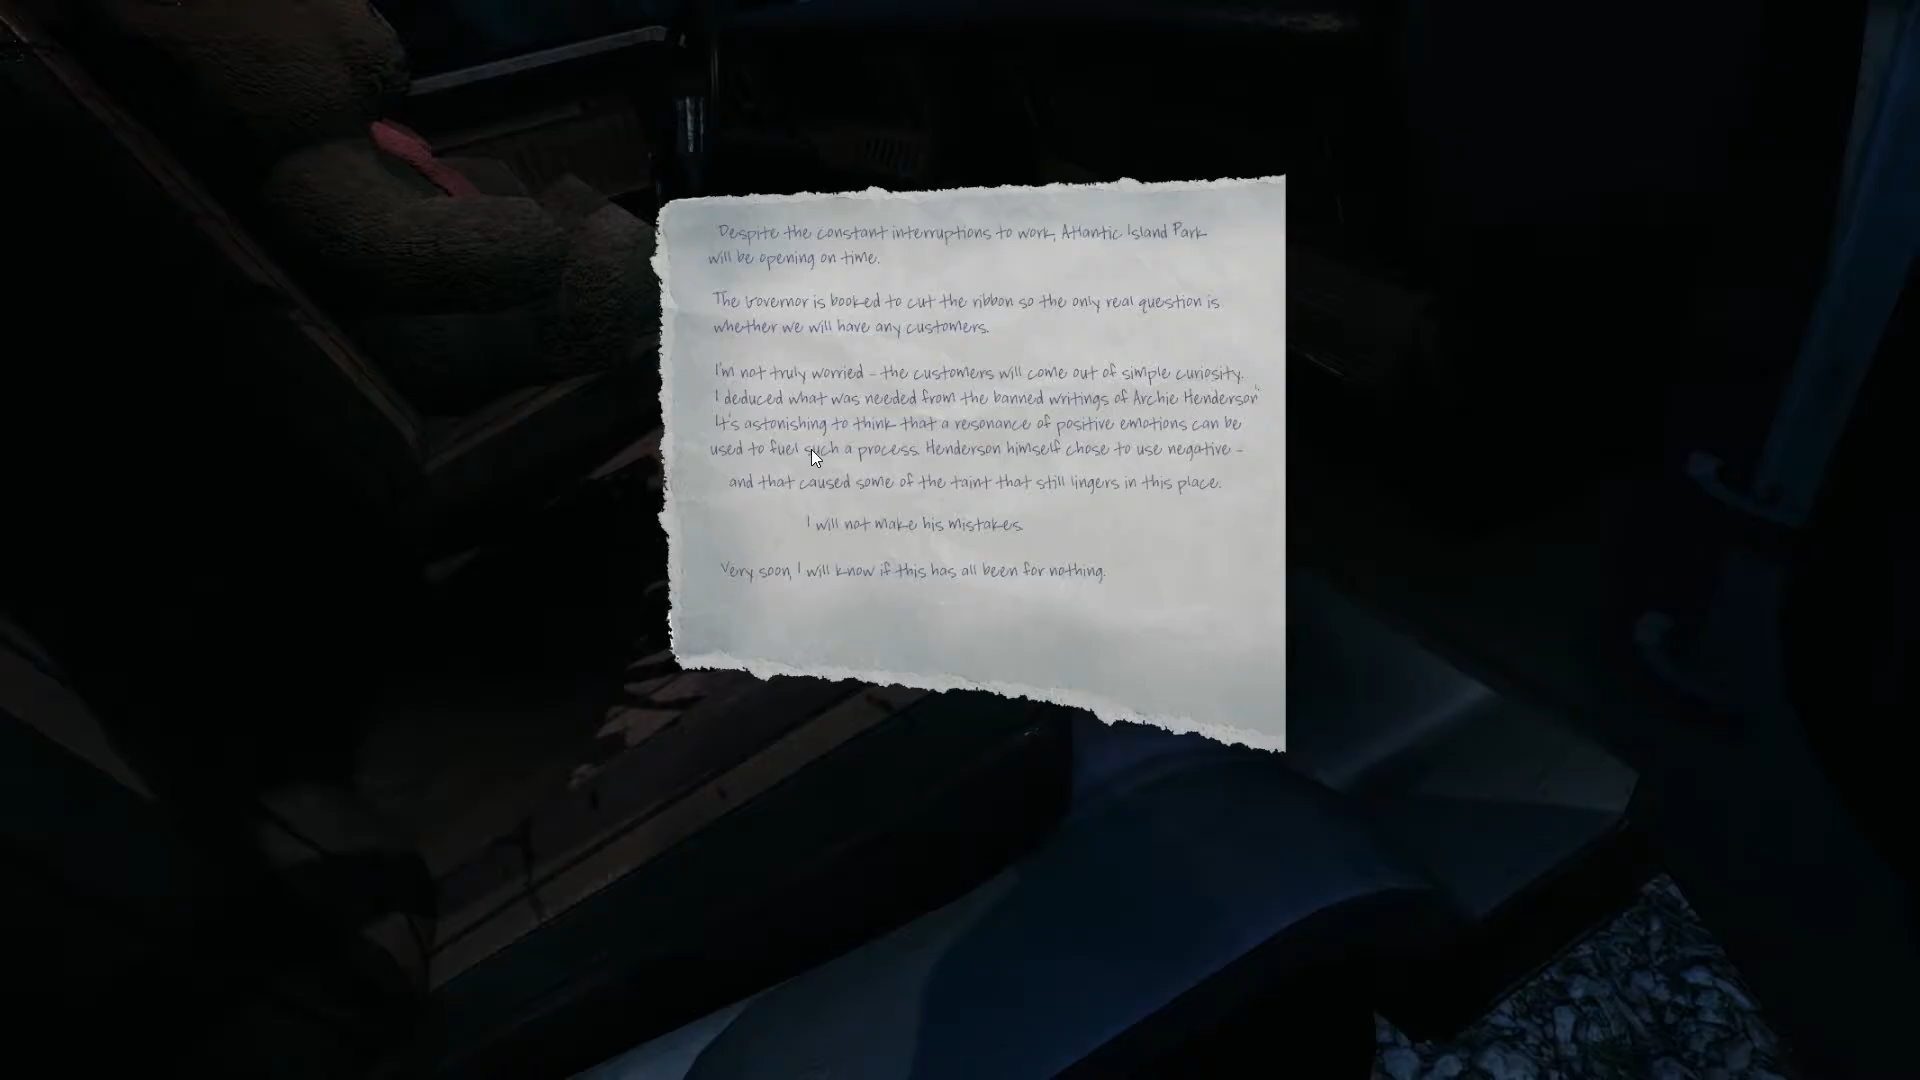 Despite the constant interruptions to work, Atlantic Island Park
will be opening on time.
The Governor is booked to cut the ribbon so the only real question is
whether we will have any customers.
I'm not truly worried - the customers will come out of simple curiosity.
I deduced what was needed from the banned writings of Archie Henderson"
It's astonishing to think that a resonance of positive emotions can be
used to fuel such a process. Henderson himself chose to use negative -
and that caused some of the taint that still lingers in this place.
I will not make his mistakes.
Very soon, I will know if this has all been for nothing.